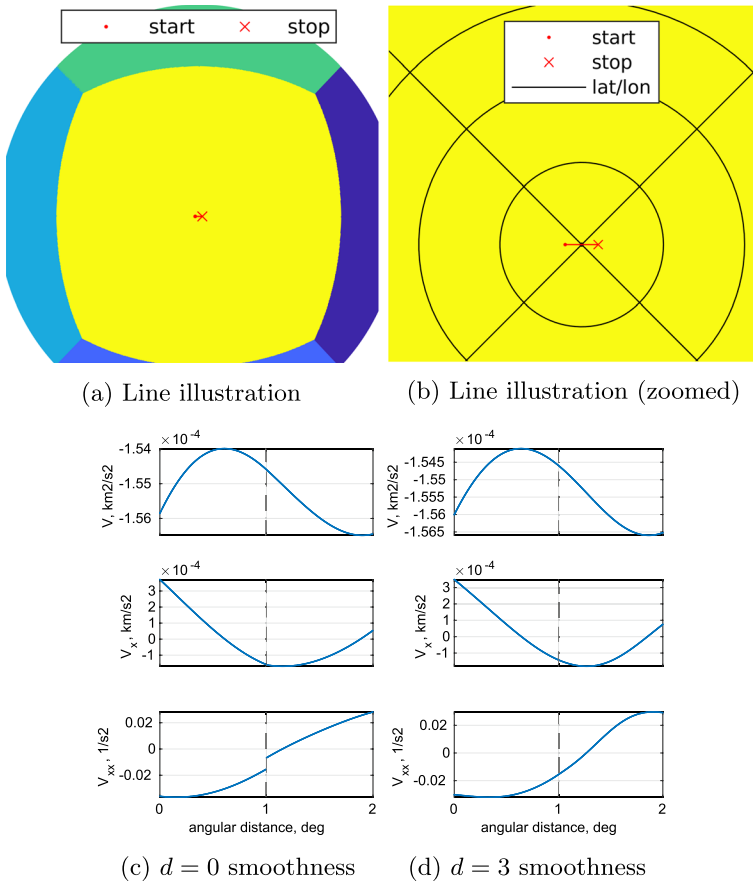 start stop
start
stop
lat/lon
(a) Line illustration
(b) Line illustration (zoomed)
×10⁻⁴
-1.54
-1.55
-1.56
V, km2/s2
×10⁻⁴
-1.545
-1.55
-1.555
-1.56
-1.565
V, km2/s2
×10⁻⁴
3
2
1
0
-1
Vₓ, km/s2
×10⁻⁴
3
2
1
0
-1
Vₓ, km/s2
0.02
0
-0.02
Vₓₓ, 1/s2
0 1 2
angular distance, deg
0.02
0
-0.02
Vₓₓ, 1/s2
0 1 2
angular distance, deg
(c) d = 0 smoothness
(d) d = 3 smoothness